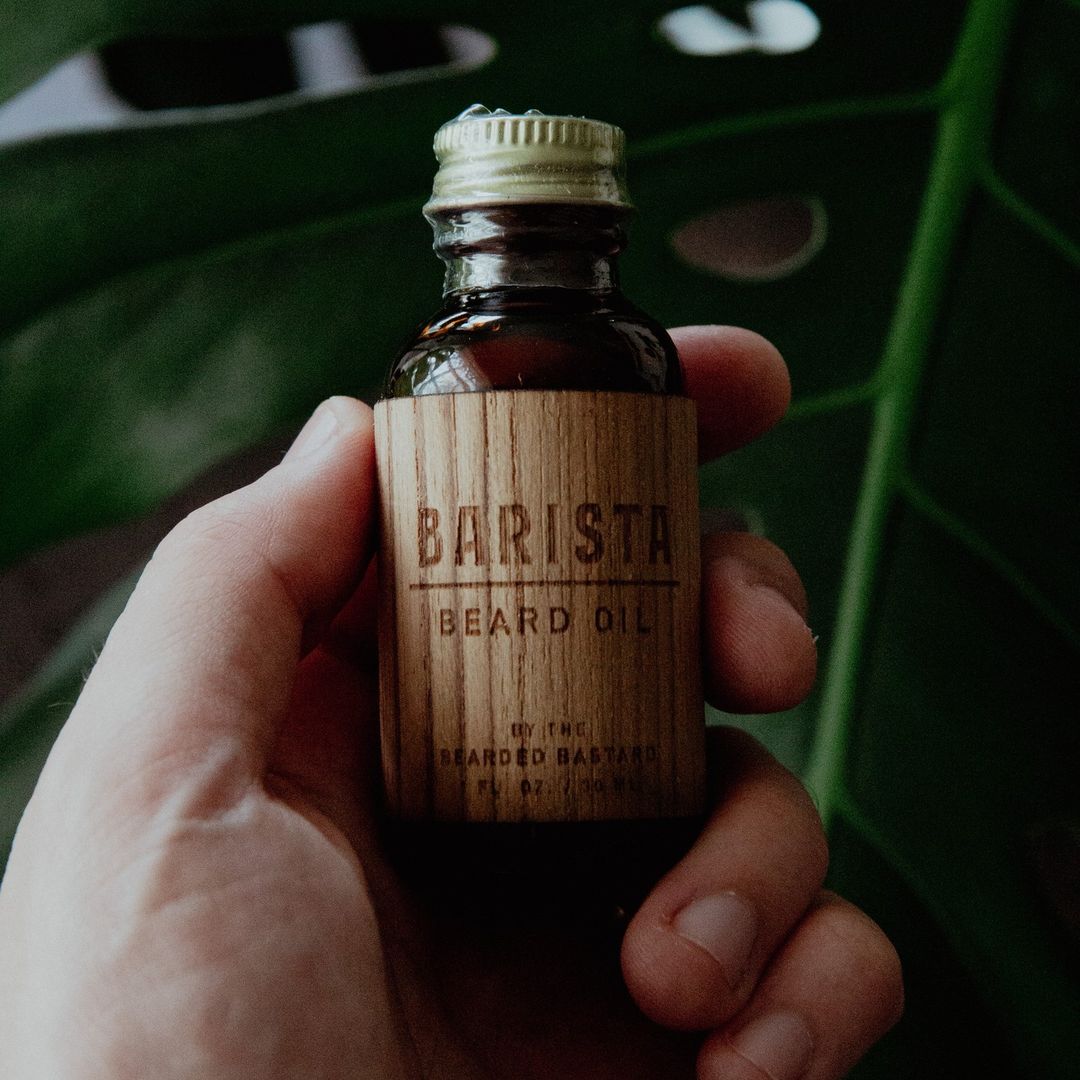 BARISTA
BEARD OIL
BY THE
BEARDED BASTARD
1 FL. OZ. / 30 ML